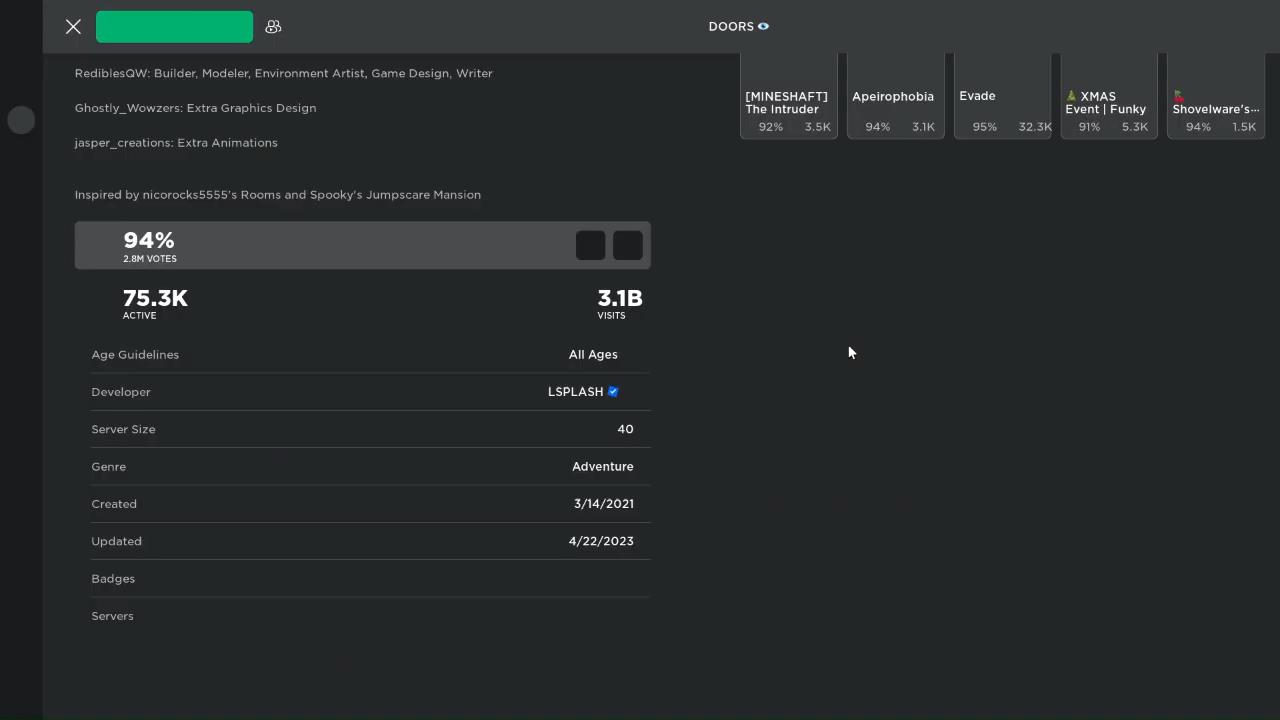 DOORS 👁
RediblesQW: Builder, Modeler, Environment Artist, Game Design, Writer
Ghostly_Wowzers: Extra Graphics Design
jasper_creations: Extra Animations
Inspired by nicorocks5555's Rooms and Spooky's Jumpscare Mansion
94%
2.8M VOTES
75.3K
ACTIVE
3.1B
VISITS
Age Guidelines All Ages
Developer LSPLASH
Server Size 40
Genre Adventure
Created 3/14/2021
Updated 4/22/2023
Badges
Servers
[MINESHAFT]
The Intruder
92% 3.5K
Apeirophobia
94% 3.1K
Evade
95% 32.3K
🎄 XMAS
Event | Funky
91% 5.3K
🍒
Shovelware's...
94% 1.5K